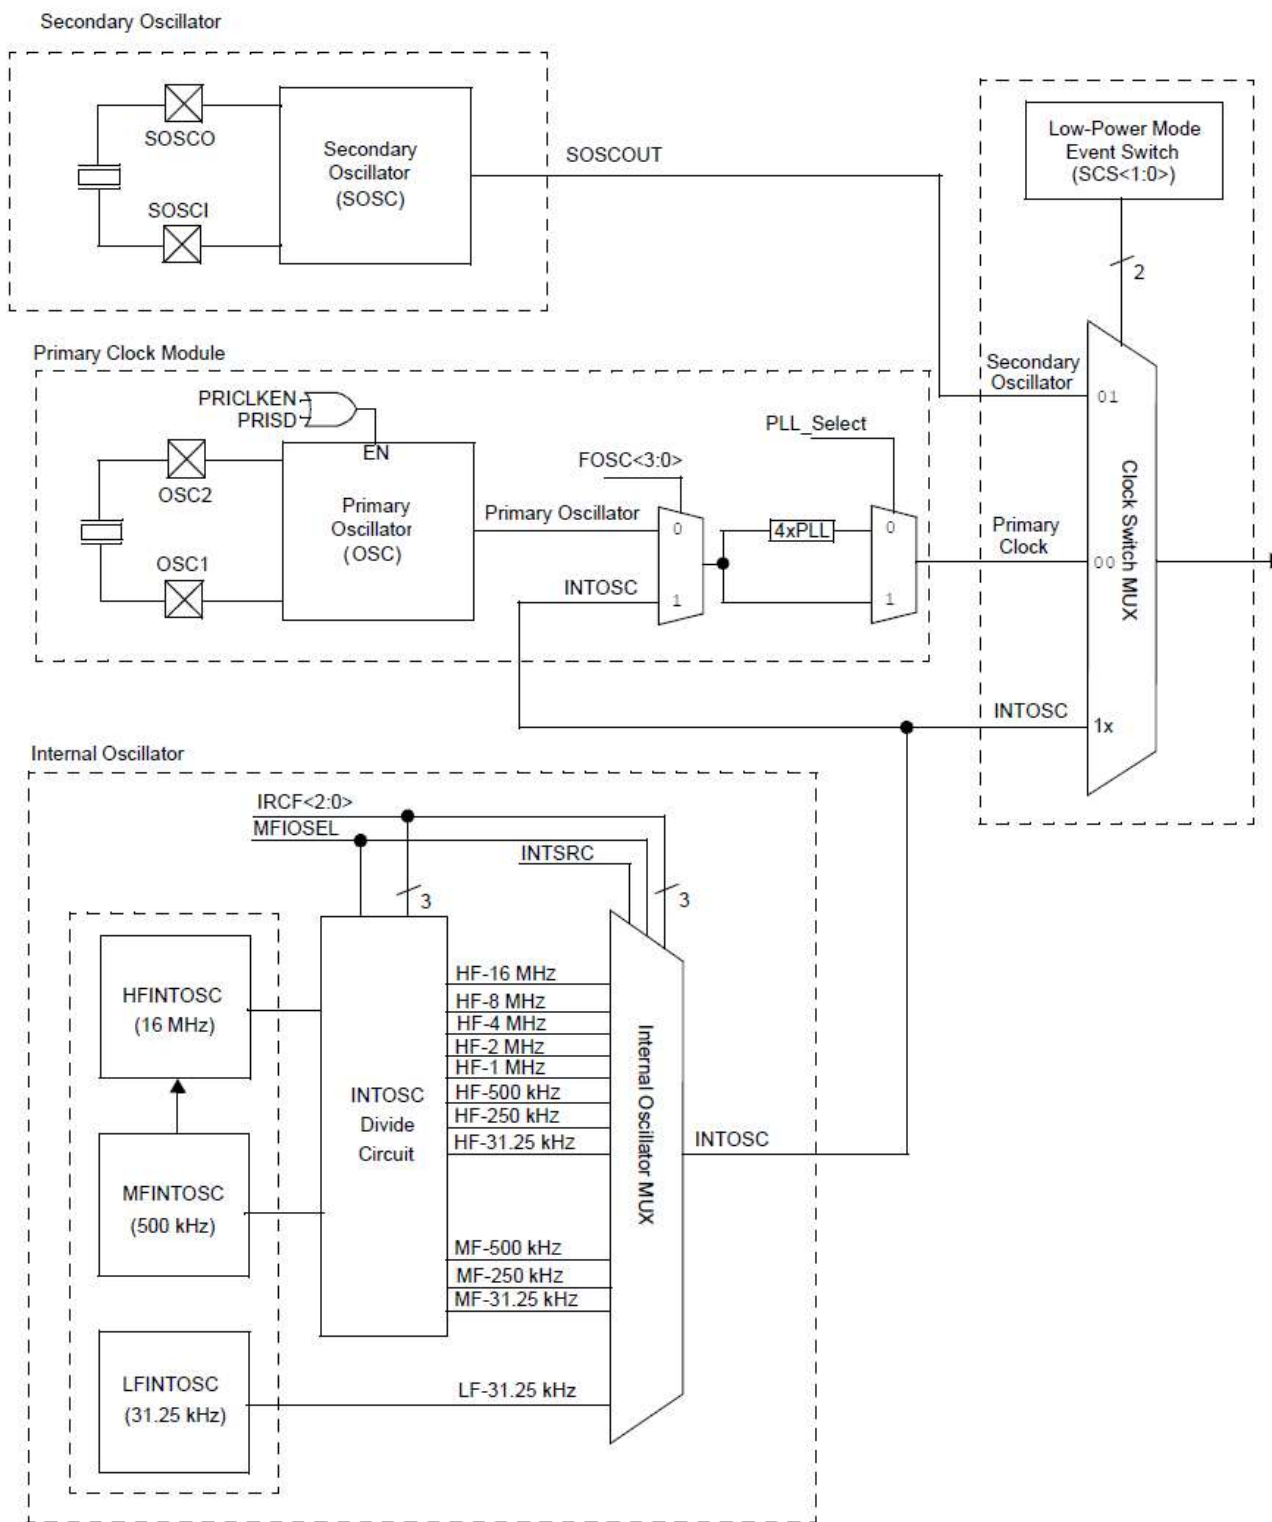 Secondary Oscillator
SOSCO
SOSCI
Secondary
Oscillator
(SOSC)
SOSCOUT
Low-Power Mode
Event Switch
(SCS<1:0>)
2
Secondary
Oscillator
01
Primary
Clock
00
INTOSC
1x
Clock Switch MUX
Primary Clock Module
PRICLKEN
PRISD
EN
OSC2
OSC1
Primary
Oscillator
(OSC)
Primary Oscillator
INTOSC
FOSC<3:0>
0
1
4xPLL
PLL_Select
0
1
Internal Oscillator
IRCF<2:0>
MFIOSEL
INTSRC
3
3
HFINTOSC
(16 MHz)
MFINTOSC
(500 kHz)
LFINTOSC
(31.25 kHz)
INTOSC
Divide
Circuit
HF-16 MHz
HF-8 MHz
HF-4 MHz
HF-2 MHz
HF-1 MHz
HF-500 kHz
HF-250 kHz
HF-31.25 kHz
MF-500 kHz
MF-250 kHz
MF-31.25 kHz
LF-31.25 kHz
Internal Oscillator MUX
INTOSC